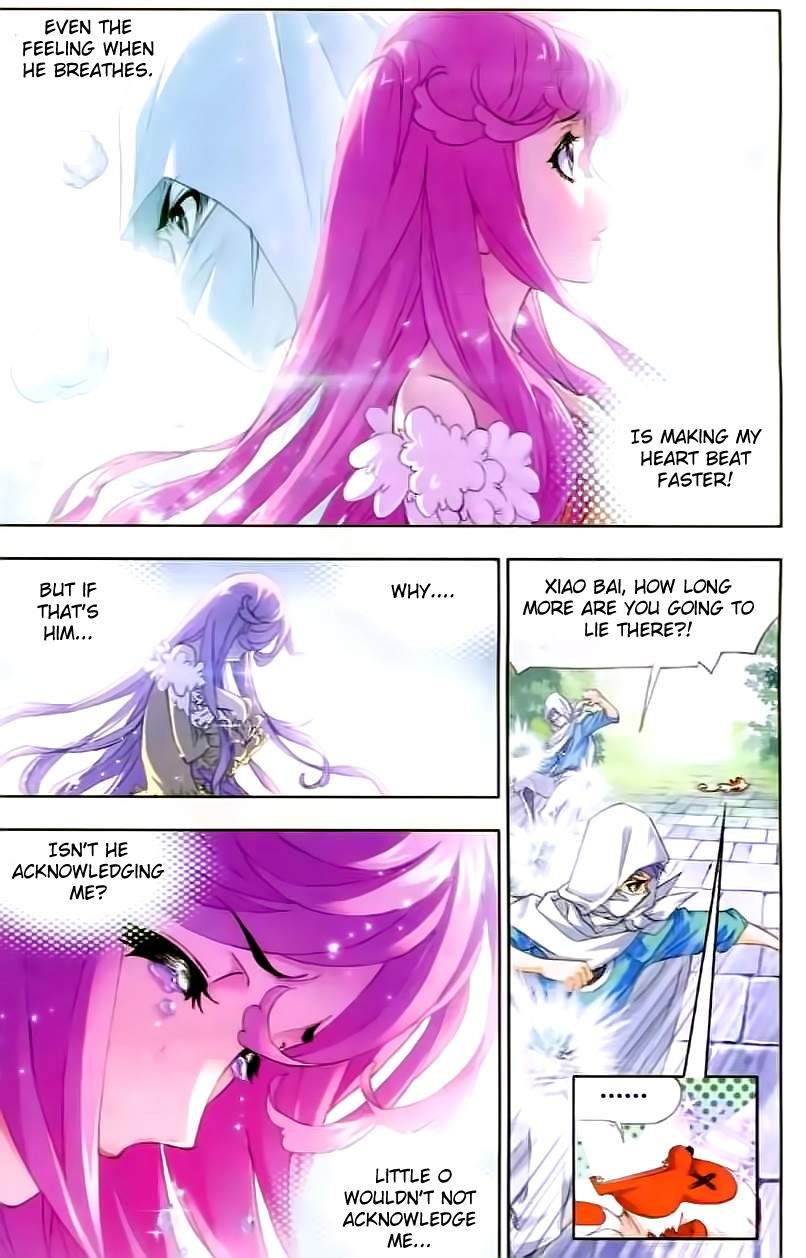 EVEN THE
FEELING WHEN
HE BREATHES.
IS MAKING MY
HEART BEAT
FASTER!
BUT IF
THAT'S
HIM...
WHY....
XIAO BAI, HOW LONG
MORE ARE YOU GOING TO
LIE THERE?!
......
ISN'T HE
ACKNOWLEDGING
ME?
LITTLE O
WOULDN'T NOT
ACKNOWLEDGE
ME...